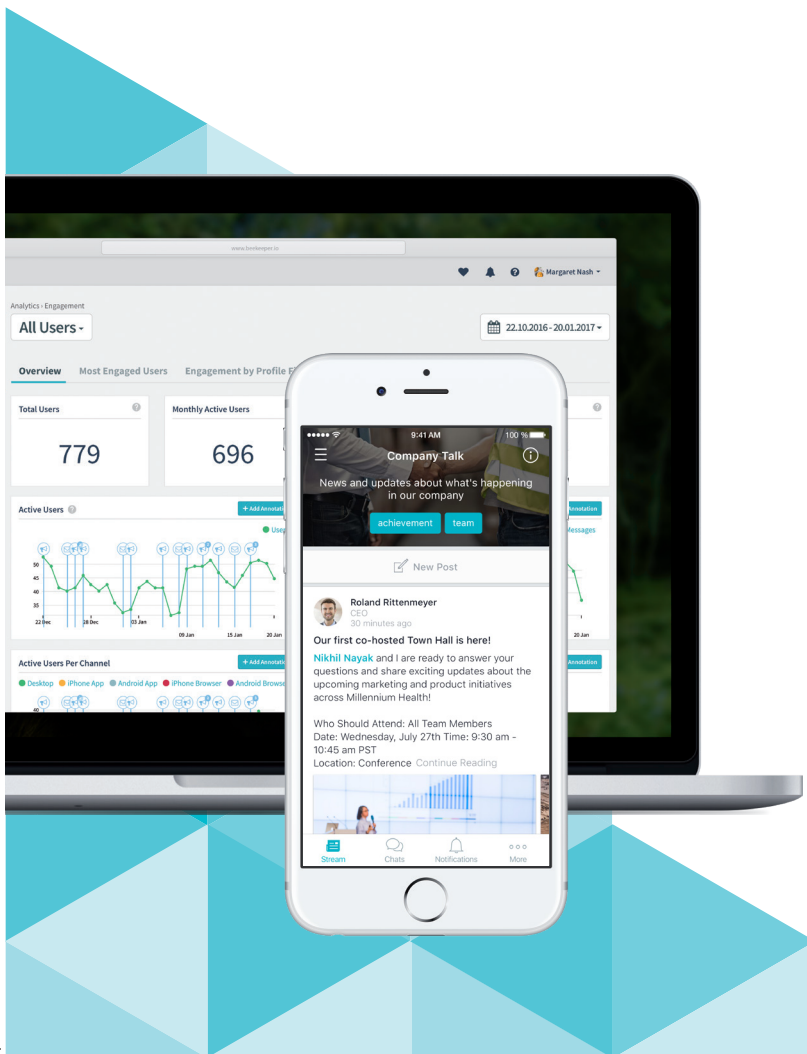 www.beekeeper.io
Margaret Nash
Analytics › Engagement
All Users
22.10.2016 - 20.01.2017
Overview Most Engaged Users Engagement by Profile
Total Users
779
Monthly Active Users
696
Active Users
+ Add
Annotation
Messages
50
45
40
35
22 Dec 28 Dec 03 Jan 09 Jan 15 Jan 20 Jan
20 Jan
Active Users Per Channel
+ Add
Annotation
Desktop iPhone App Android App iPhone Browser Android
40
9:41 AM 100 %
Company Talk
News and updates about what's happening
in our company
achievement team
New Post
Roland Rittenmeyer
CEO
30 minutes ago
Our first co-hosted Town Hall is here!
Nikhil Nayak and I are ready to answer your
questions and share exciting updates about the
upcoming marketing and product initiatives
across Millennium Health!
Who Should Attend: All Team Members
Date: Wednesday, July 27th Time: 9:30 am -
10:45 am PST
Location: Conference Continue Reading
Stream Chats Notifications More